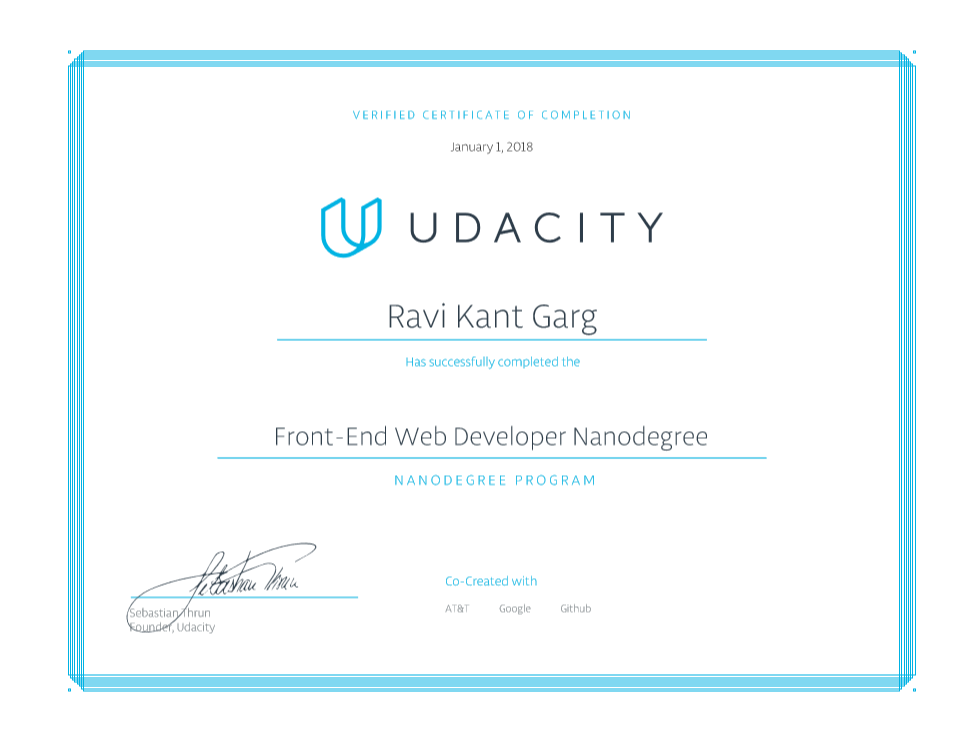 VERIFIED CERTIFICATE OF COMPLETION
January 1, 2018
UDACITY
Ravi Kant Garg
Has successfully completed the
Front-End Web Developer Nanodegree
NANODEGREE PROGRAM
Sebastian Thrun
Sebastian Thrun
Founder, Udacity
Co-Created with
AT&T Google Github